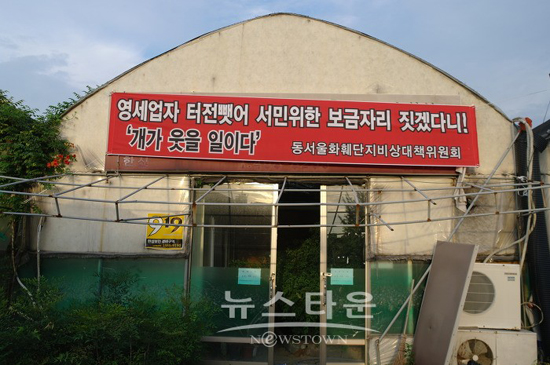 영세업자 터전뺏어 서민위한 보금자리 짓겠다니!
'개가 웃을 일이다'
동서울화훼단지비상대책위원회
919
뉴스타운
NEWSTOWN